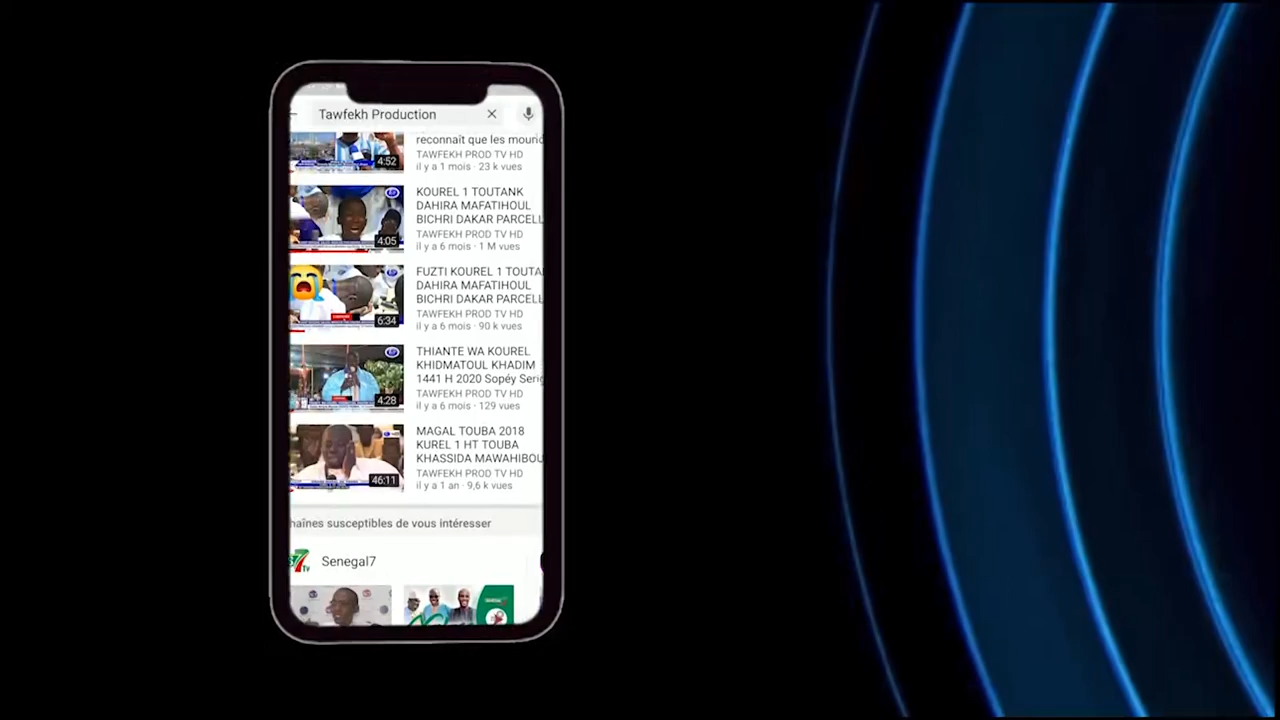 Tawfekh Production
reconnaît que les mourid
TAWFEKH PROD TV HD
il y a 1 mois · 23 k vues
4:52
KOUREL 1 TOUTANK
DAHIRA MAFATIHOUL
BICHRI DAKAR PARCELL
TAWFEKH PROD TV HD
il y a 6 mois · 1 M vues
4:05
FUZTI KOUREL 1 TOUTA
DAHIRA MAFATIHOUL
BICHRI DAKAR PARCELL
TAWFEKH PROD TV HD
il y a 6 mois · 90 k vues
6:34
THIANTE WA KOUREL
KHIDMATOUL KHADIM
1441 H 2020 Sopéy Serig
TAWFEKH PROD TV HD
il y a 6 mois · 129 vues
4:28
MAGAL TOUBA 2018
KUREL 1 HT TOUBA
KHASSIDA MAWAHIBOU
TAWFEKH PROD TV HD
il y a 1 an · 9,6 k vues
46:11
haînes susceptibles de vous intéresser
Senegal7